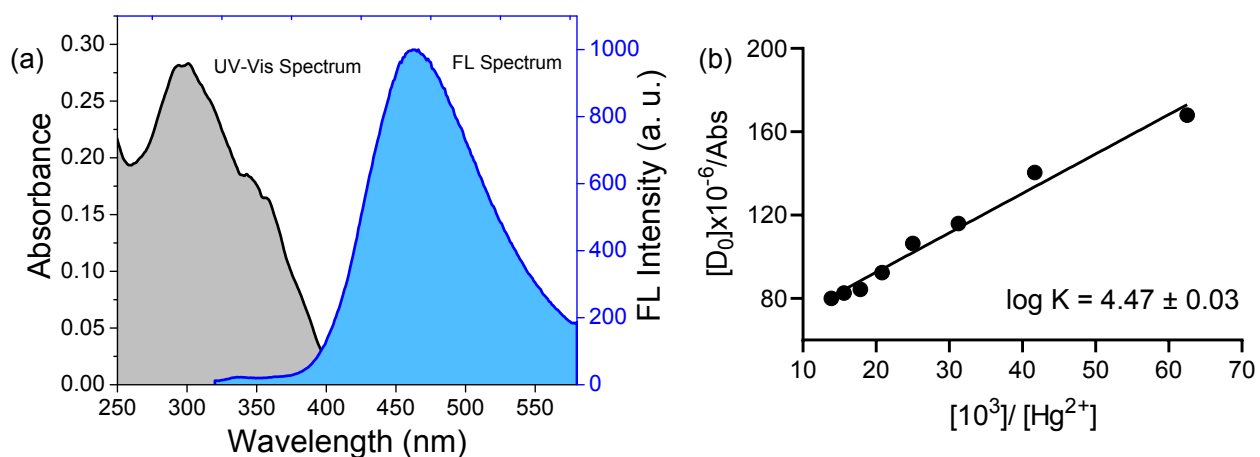 (a)
UV-Vis Spectrum
FL Spectrum
0.30
0.25
0.20
0.15
0.10
0.05
0.00
Absorbance
250 300 350 400 450 500 550
Wavelength (nm)
1000
800
600
400
200
0
FL Intensity (a. u.)
(b)
200
160
120
80
[D₀]x10⁻⁶/Abs
log K = 4.47 ± 0.03
10 20 30 40 50 60 70
[10³]/ [Hg²⁺]